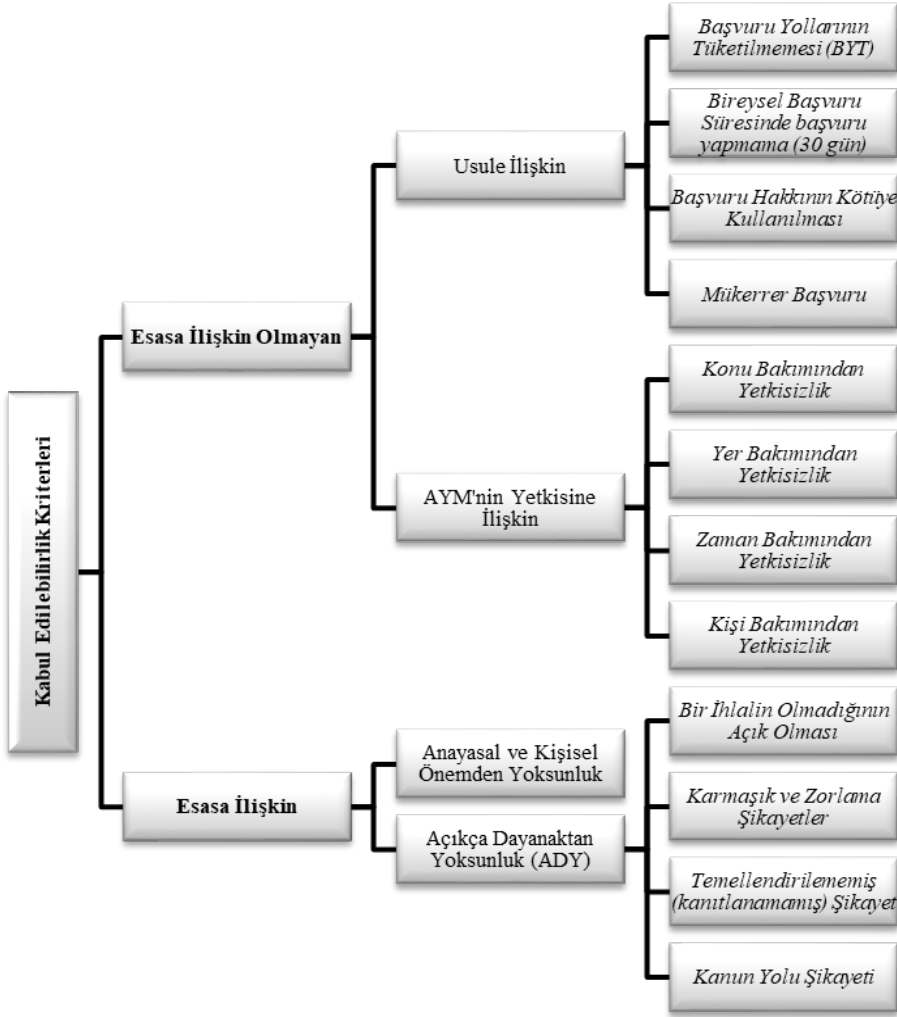 Kabul Edilebilirlik Kriterleri
Esasa İlişkin Olmayan
Usule İlişkin
Başvuru Yollarının
Tüketilmemesi (BYT)
Bireysel Başvuru
Süresinde başvuru
yapmama (30 gün)
Başvuru Hakkının Kötüye
Kullanılması
Mükerrer Başvuru
AYM'nin Yetkisine
İlişkin
Konu Bakımından
Yetkisizlik
Yer Bakımından
Yetkisizlik
Zaman Bakımından
Yetkisizlik
Kişi Bakımından
Yetkisizlik
Esasa İlişkin
Anayasal ve Kişisel
Önemden Yoksunluk
Açıkça Dayanaktan
Yoksunluk (ADY)
Bir İhlalin Olmadığının
Açık Olması
Karmaşık ve Zorlama
Şikayetler
Temellendirilememiş
(kanıtlanamamış) Şikayet
Kanun Yolu Şikayeti